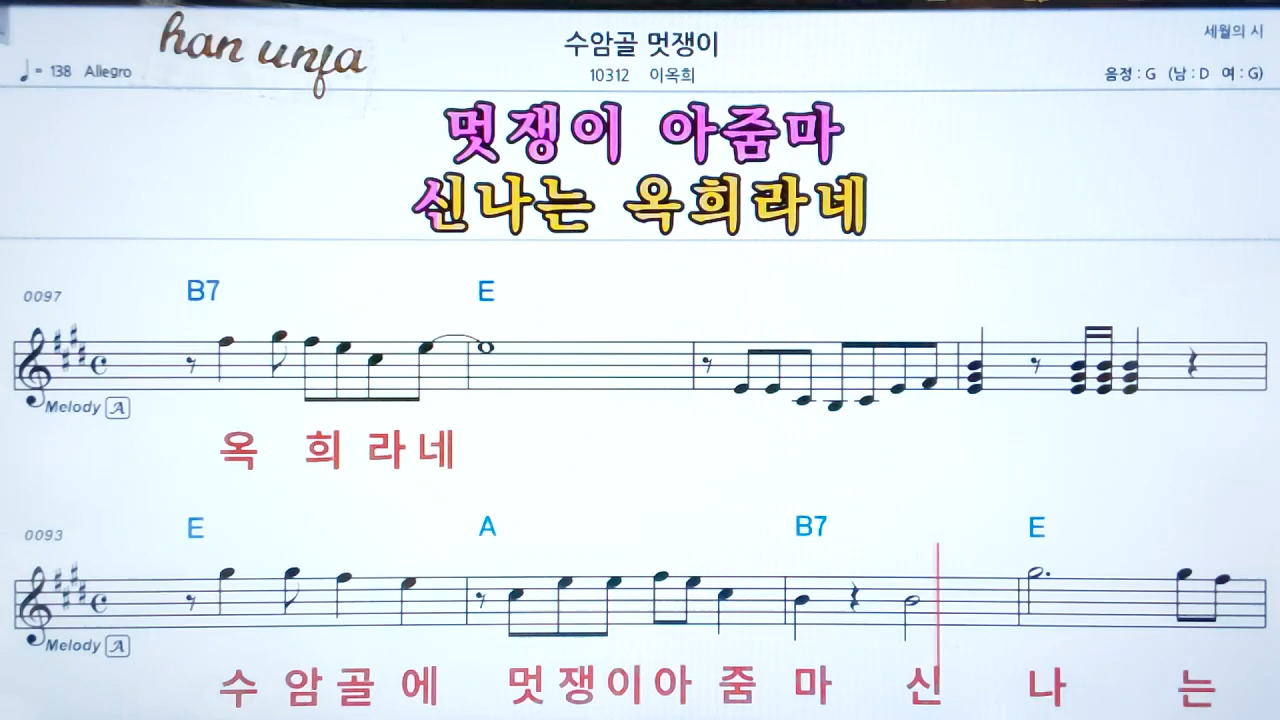 han unfa
수암골 멋쟁이
세월의 시
♩= 138 Allegro
10312 이옥희
음정 : G (남 : D 여 : G)
멋쟁이 아줌마
신나는 옥희라네
B7 E
0097
Melody A
옥 희 라 네
E A B7 E
0093
Melody A
수 암 골 에 멋 쟁 이 아 줌 마 신 나 는